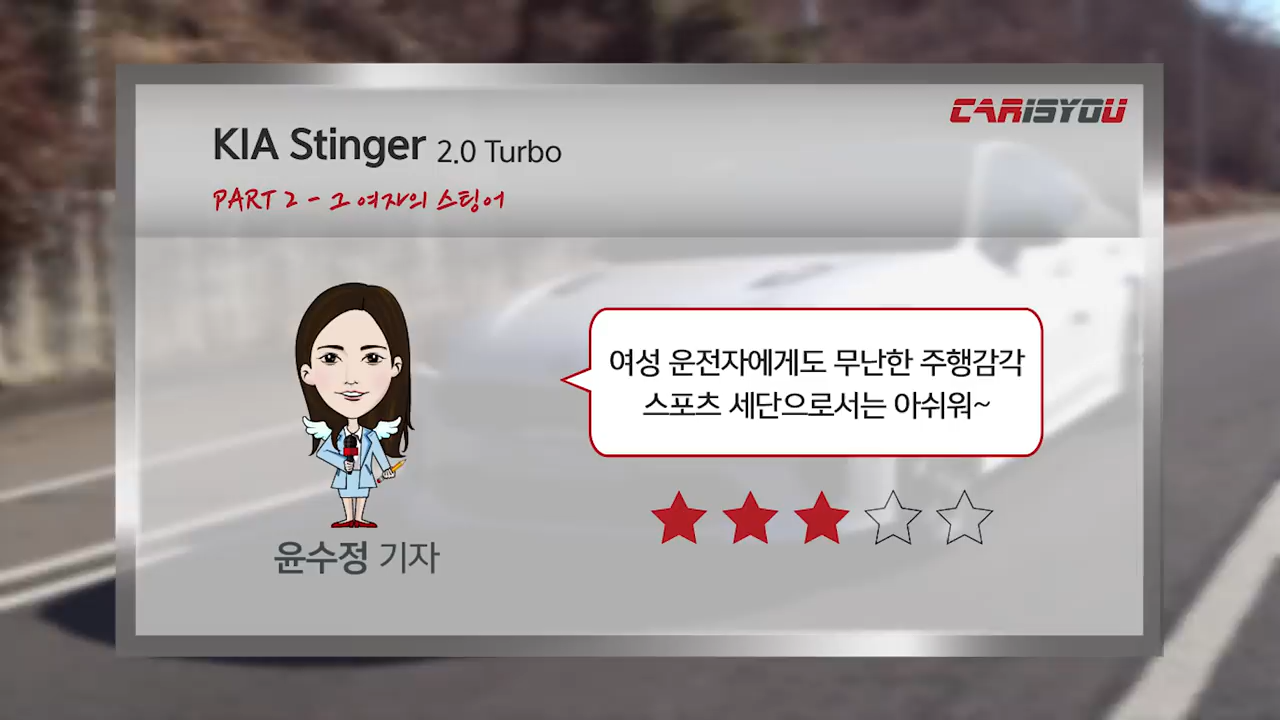 CARISYOU
KIA Stinger 2.0 Turbo
PART 2 - 그 여자의 스팅어
여성 운전자에게도 무난한 주행감각
스포츠 세단으로서는 아쉬워~
윤수정 기자